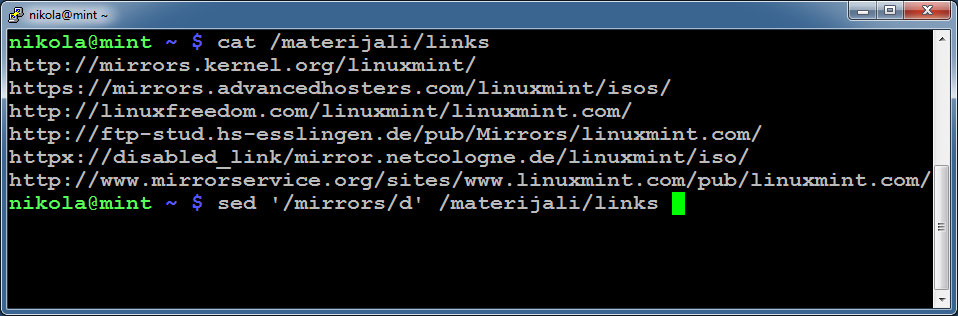 nikola@mint ~
nikola@mint ~ $ cat /materijali/links
http://mirrors.kernel.org/linuxmint/
https://mirrors.advancedhosters.com/linuxmint/isos/
http://linuxfreedom.com/linuxmint/linuxmint.com/
http://ftp-stud.hs-esslingen.de/pub/Mirrors/linuxmint.com/
httpx://disabled_link/mirror.netcologne.de/linuxmint/iso/
http://www.mirrorservice.org/sites/www.linuxmint.com/pub/linuxmint.com/
nikola@mint ~ $ sed '/mirrors/d' /materijali/links